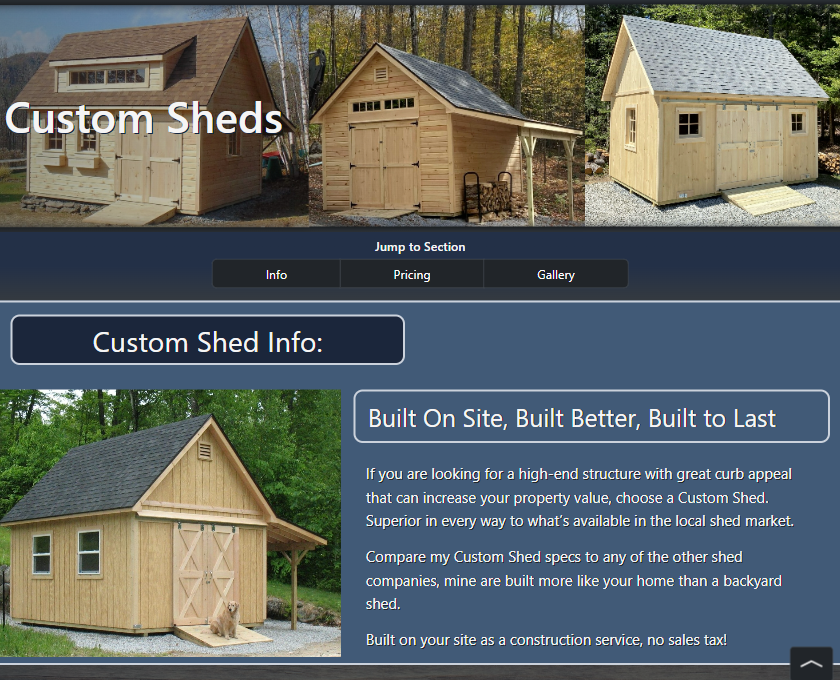 Custom Sheds
Jump to Section
Info
Pricing
Gallery
Custom Shed Info:
Built On Site, Built Better, Built to Last
If you are looking for a high-end structure with great curb appeal
that can increase your property value, choose a Custom Shed.
Superior in every way to what's available in the local shed market.
Compare my Custom Shed specs to any of the other shed
companies, mine are built more like your home than a backyard
shed.
Built on your site as a construction service, no sales tax!